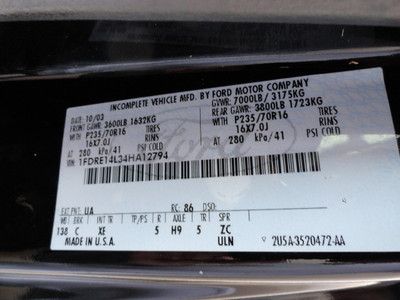 INCOMPLETE VEHICLE MFD. BY FORD MOTOR COMPANY
DATE: 10/03 GVWR: 7000LB/ 3175KG
FRONT GAWR: 3600LB 1632KG REAR GAWR: 3800LB 1723KG
P235/70R16 P235/70R16
16X7.0J 16X7.0J
AT 280 kPa/41 PSI COLD AT 280 kPa/41 PSI COLD
VIN: 1FDRE14L34HA12794
Ford
EXT PNT: UA RC: 86 DSO:
WB BRK INT TR TP/PS R AXLE TR SPR
138 C XE 5 H9 5 ZC
MADE IN U.S.A. ULN 2U5A-3520472-AA